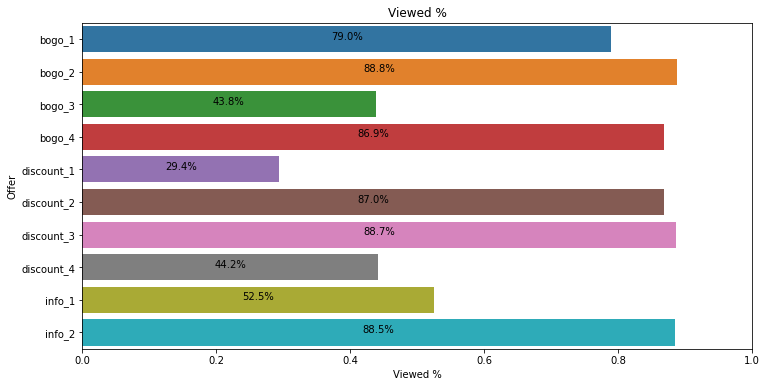 Viewed %
bogo_1
79.0%
bogo_2
88.8%
bogo_3
43.8%
bogo_4
86.9%
discount_1
29.4%
discount_2
87.0%
discount_3
88.7%
discount_4
44.2%
info_1
52.5%
info_2
88.5%
Offer
0.0 0.2 0.4 0.6 0.8 1.0
Viewed %